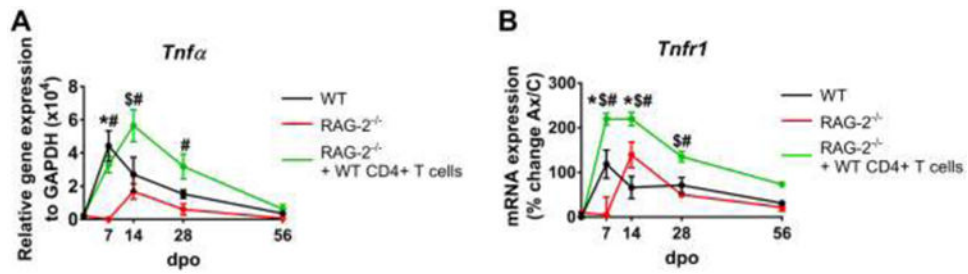 A
Tnfα
Relative gene expression
to GAPDH (x10⁴)
8
6
4
2
0
*#
$#
#
7 14 28 56
dpo
WT
RAG-2⁻/⁻
RAG-2⁻/⁻
+ WT CD4+ T cells
B
Tnfr1
mRNA expression
(% change Ax/C)
300
200
100
0
*$#
*$#
$#
7 14 28 56
dpo
WT
RAG-2⁻/⁻
RAG-2⁻/⁻
+ WT CD4+ T cells